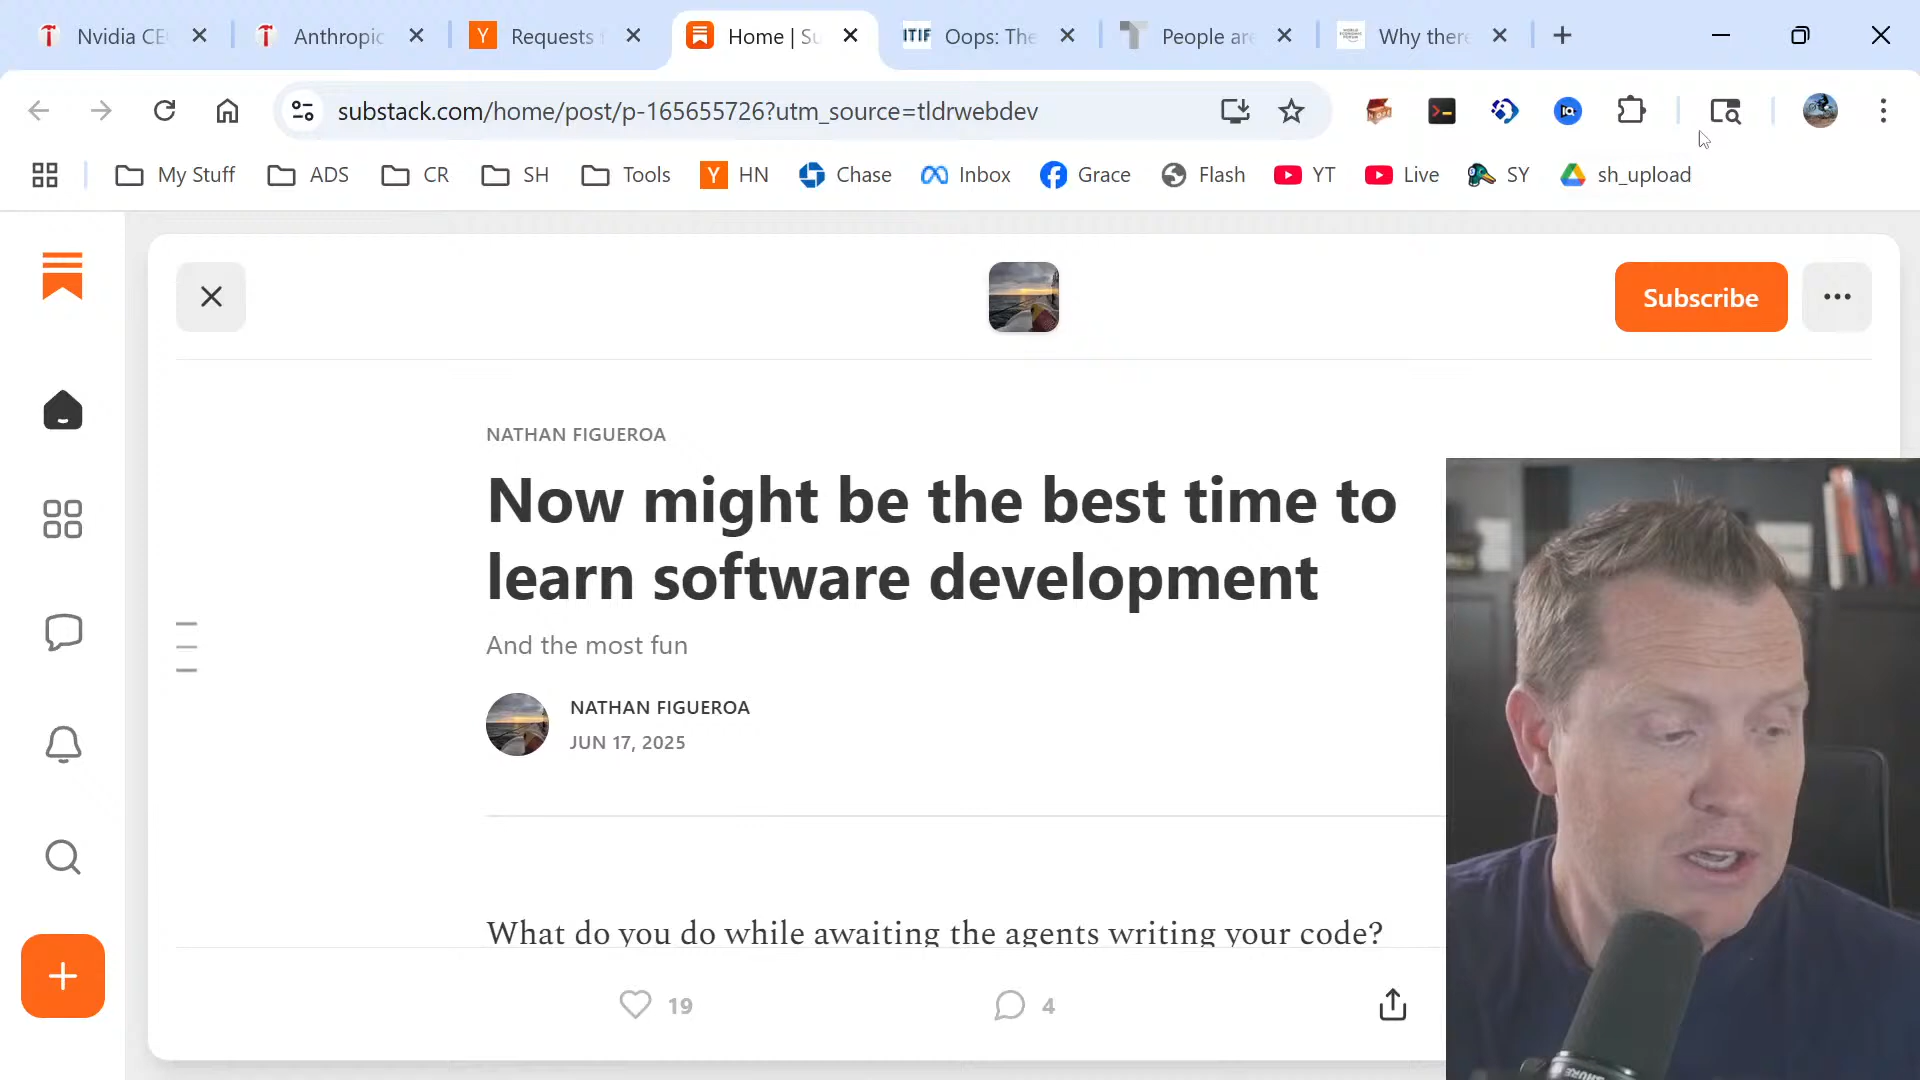 Nvidia CE
Anthropic
Requests f
Home | Su
ITIF
Oops: The
People are
Why there
substack.com/home/post/p-165655726?utm_source=tldrwebdev
My Stuff
ADS
CR
SH
Tools
HN
Chase
Inbox
Grace
Flash
YT
Live
SY
sh_upload
Subscribe
NATHAN FIGUEROA
Now might be the best time to
learn software development
And the most fun
NATHAN FIGUEROA
JUN 17, 2025
What do you do while awaiting the agents writing your code?
19
4
SHURE